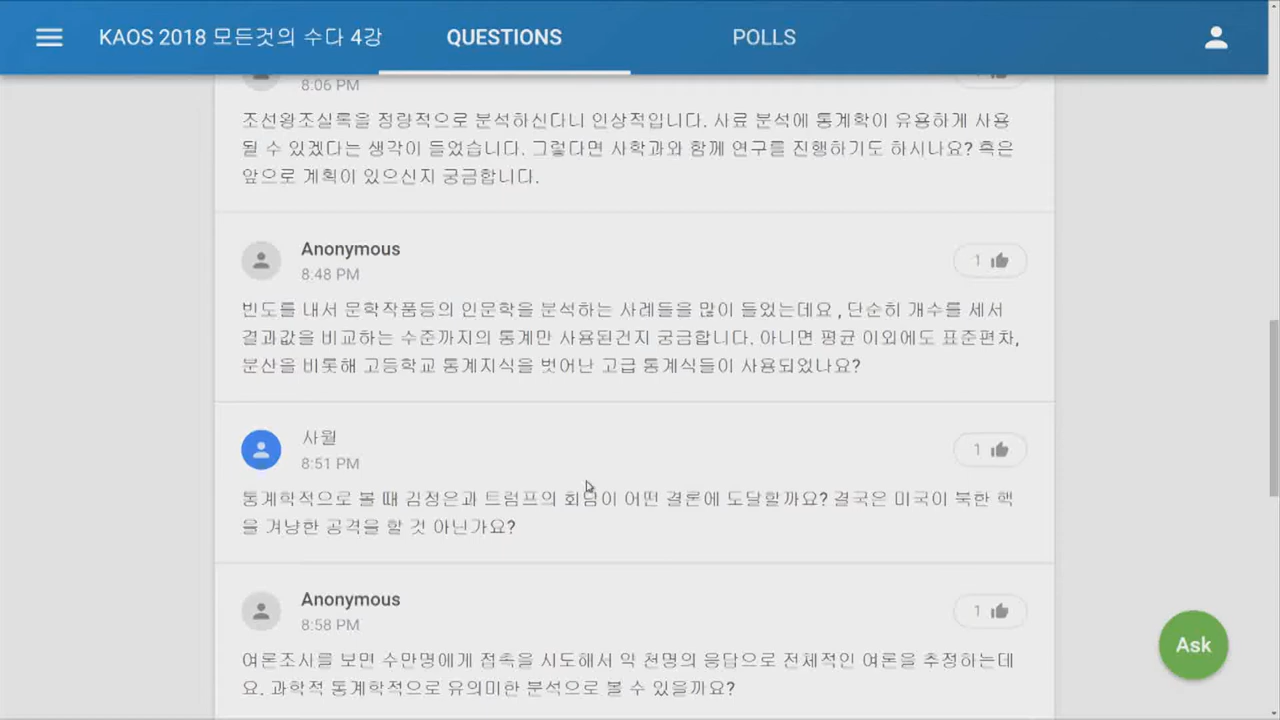 KAOS 2018 모든것의 수다 4강
QUESTIONS
POLLS
8:06 PM
조선왕조실록을 정량적으로 분석하신다니 인상적입니다. 사료 분석에 통계학이 유용하게 사용
될 수 있겠다는 생각이 들었습니다. 그렇다면 사학과와 함께 연구를 진행하기도 하시나요? 혹은
앞으로 계획이 있으신지 궁금합니다.
Anonymous
1
8:48 PM
빈도를 내서 문학작품등의 인문학을 분석하는 사례들을 많이 들었는데요 , 단순히 개수를 세서
결과값을 비교하는 수준까지의 통계만 사용된건지 궁금합니다. 아니면 평균 이외에도 표준편차,
분산을 비롯해 고등학교 통계지식을 벗어난 고급 통계식들이 사용되었나요?
사월
1
8:51 PM
통계학적으로 볼 때 김정은과 트럼프의 회담이 어떤 결론에 도달할까요? 결국은 미국이 북한 핵
을 겨냥한 공격을 할 것 아닌가요?
Anonymous
1
8:58 PM
여론조사를 보면 수만명에게 접촉을 시도해서 약 천명의 응답으로 전체적인 여론을 추정하는데
요. 과학적 통계학적으로 유의미한 분석으로 볼 수 있을까요?
Ask